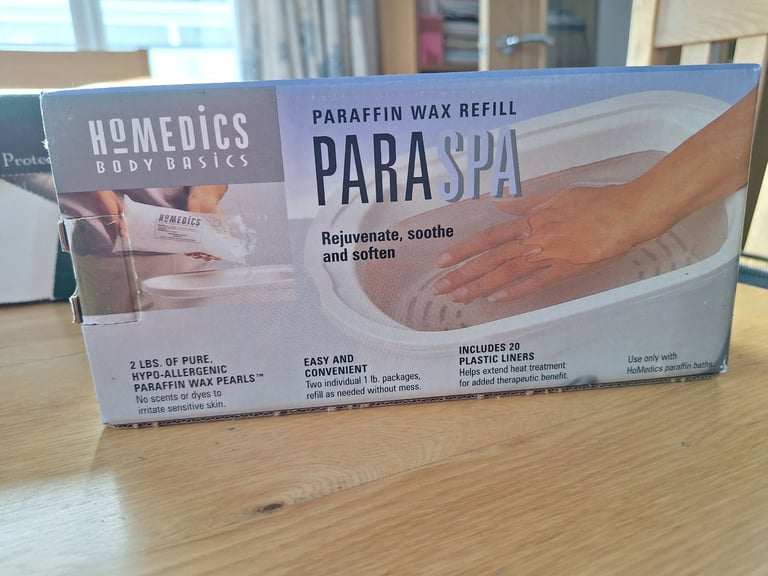 HoMEDICS
BODY BASICS
PARAFFIN WAX REFILL
PARASPA
Rejuvenate, soothe
and soften
HoMEDICS
2 LBS. OF PURE,
HYPO-ALLERGENIC
PARAFFIN WAX PEARLS™
No scents or dyes to
irritate sensitive skin.
EASY AND
CONVENIENT
Two individual 1 lb. packages,
refill as needed without mess.
INCLUDES 20
PLASTIC LINERS
Helps extend heat treatment
for added therapeutic benefit.
Use only with
HoMedics paraffin baths.